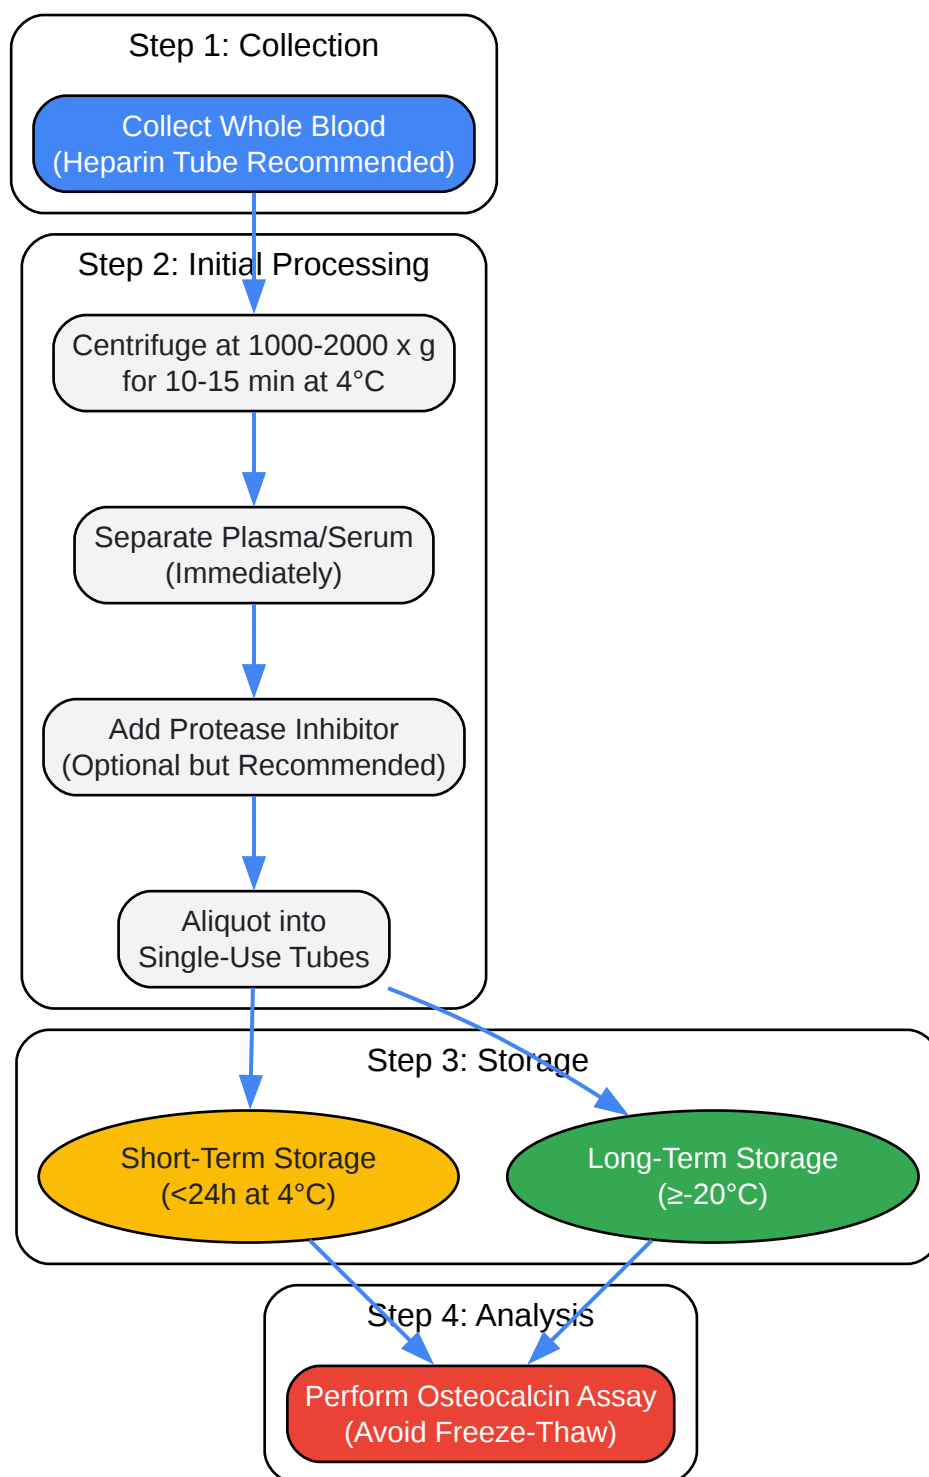 Step 1: Collection
Collect Whole Blood
(Heparin Tube Recommended)
Step 2: Initial Processing
Centrifuge at 1000-2000 x g
for 10-15 min at 4°C
Separate Plasma/Serum
(Immediately)
Add Protease Inhibitor
(Optional but Recommended)
Aliquot into
Single-Use Tubes
Step 3: Storage
Short-Term Storage
(<24h at 4°C)
Long-Term Storage
(≥-20°C)
Step 4: Analysis
Perform Osteocalcin Assay
(Avoid Freeze-Thaw)